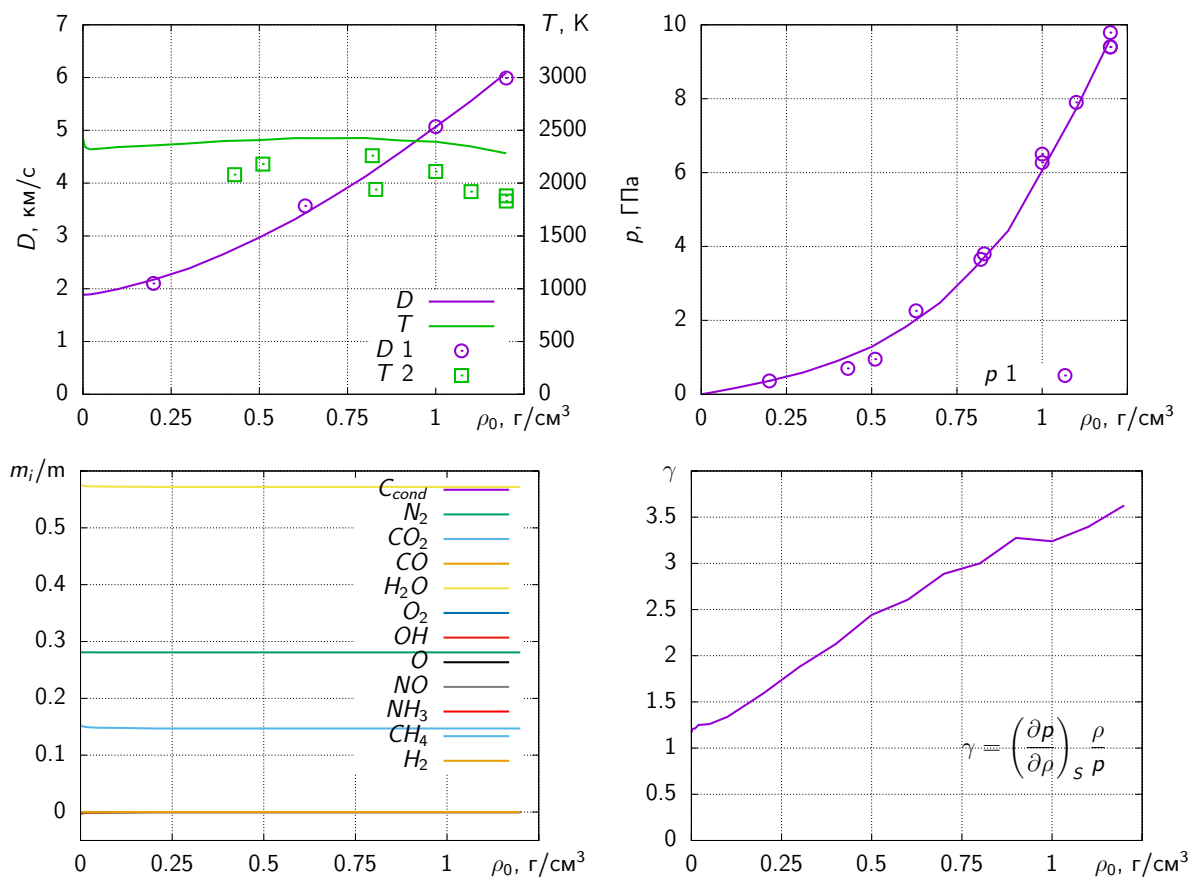 T, K
D, км/с
7
6
5
4
3
2
1
0
3000
2500
2000
1500
1000
500
0
D
T
D 1
T 2
0 0.25 0.5 0.75 1 ρ₀, г/см³
p, ГПа
10
8
6
4
2
0
p 1
0 0.25 0.5 0.75 1 ρ₀, г/см³
mᵢ/m
0.5
0.4
0.3
0.2
0.1
0
C_cond
N₂
CO₂
CO
H₂O
O₂
OH
O
NO
NH₃
CH₄
H₂
0 0.25 0.5 0.75 1 ρ₀, г/см³
γ
3.5
3
2.5
2
1.5
1
0.5
0
γ = (∂p/∂ρ)_S ρ/p
0 0.25 0.5 0.75 1 ρ₀, г/см³